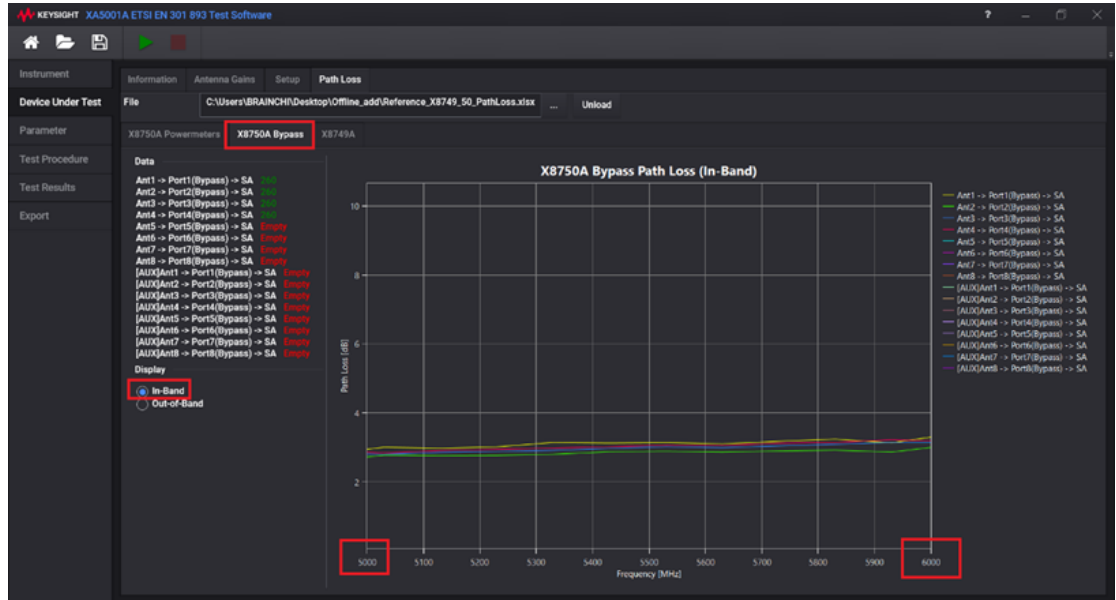 KEYSIGHT XA5001A ETSI EN 301 893 Test Software
?
Instrument
Device Under Test
Parameter
Test Procedure
Test Results
Export
Information Antenna Gains Setup Path Loss
File C:\Users\BRAINCHI\Desktop\Offline_add\Reference_X8749_50_PathLoss.xlsx ... Unload
X8750A Powermeters X8750A Bypass X8749A
Data
Ant1 -> Port1(Bypass) -> SA 260
Ant2 -> Port2(Bypass) -> SA 260
Ant3 -> Port3(Bypass) -> SA 260
Ant4 -> Port4(Bypass) -> SA 260
Ant5 -> Port5(Bypass) -> SA Empty
Ant6 -> Port6(Bypass) -> SA Empty
Ant7 -> Port7(Bypass) -> SA Empty
Ant8 -> Port8(Bypass) -> SA Empty
[AUX]Ant1 -> Port1(Bypass) -> SA Empty
[AUX]Ant2 -> Port2(Bypass) -> SA Empty
[AUX]Ant3 -> Port3(Bypass) -> SA Empty
[AUX]Ant4 -> Port4(Bypass) -> SA Empty
[AUX]Ant5 -> Port5(Bypass) -> SA Empty
[AUX]Ant6 -> Port6(Bypass) -> SA Empty
[AUX]Ant7 -> Port7(Bypass) -> SA Empty
[AUX]Ant8 -> Port8(Bypass) -> SA Empty
Display
In-Band
Out-of-Band
X8750A Bypass Path Loss (In-Band)
10
8
6
4
2
Path Loss [dB]
5000 5100 5200 5300 5400 5500 5600 5700 5800 5900 6000
Frequency [MHz]
Ant1 -> Port1(Bypass) -> SA
Ant2 -> Port2(Bypass) -> SA
Ant3 -> Port3(Bypass) -> SA
Ant4 -> Port4(Bypass) -> SA
Ant5 -> Port5(Bypass) -> SA
Ant6 -> Port6(Bypass) -> SA
Ant7 -> Port7(Bypass) -> SA
Ant8 -> Port8(Bypass) -> SA
[AUX]Ant1 -> Port1(Bypass) -> SA
[AUX]Ant2 -> Port2(Bypass) -> SA
[AUX]Ant3 -> Port3(Bypass) -> SA
[AUX]Ant4 -> Port4(Bypass) -> SA
[AUX]Ant5 -> Port5(Bypass) -> SA
[AUX]Ant6 -> Port6(Bypass) -> SA
[AUX]Ant7 -> Port7(Bypass) -> SA
[AUX]Ant8 -> Port8(Bypass) -> SA